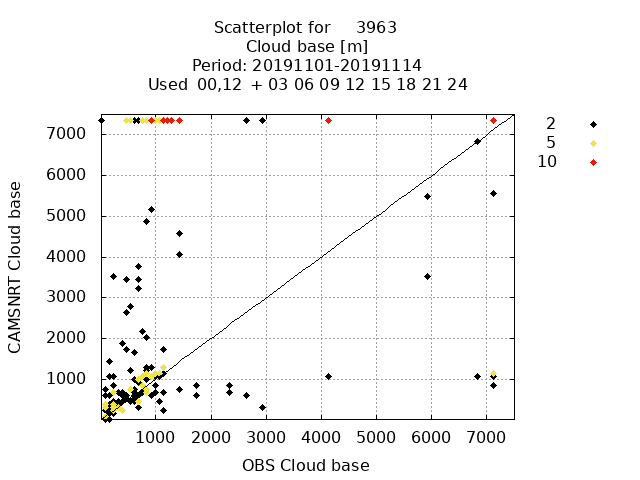 Scatterplot for 3963
Cloud base [m]
Period: 20191101-20191114
Used 00,12 + 03 06 09 12 15 18 21 24
2
5
10
7000
6000
5000
4000
3000
2000
1000
CAMSNRT Cloud base
1000 2000 3000 4000 5000 6000 7000
OBS Cloud base